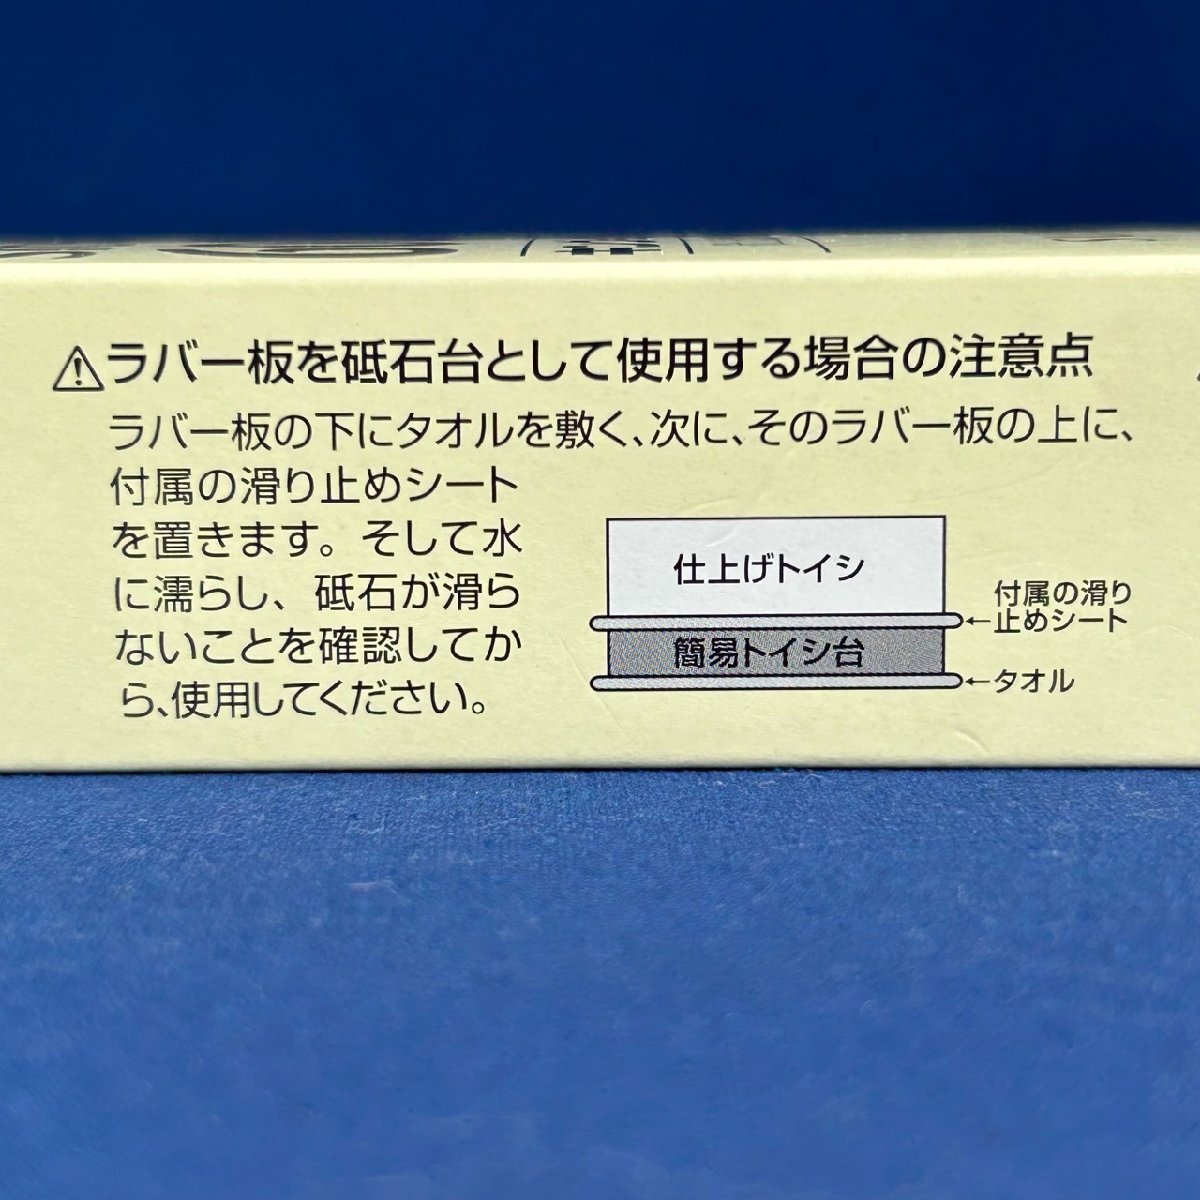 ⚠ラバー板を砥石台として使用する場合の注意点
ラバー板の下にタオルを敷く、次に、そのラバー板の上に、
付属の滑り止めシート
を置きます。そして水
に濡らし、砥石が滑ら
ないことを確認してか
ら、使用してください。
仕上げトイシ
付属の滑り
止めシート
簡易トイシ台
タオル